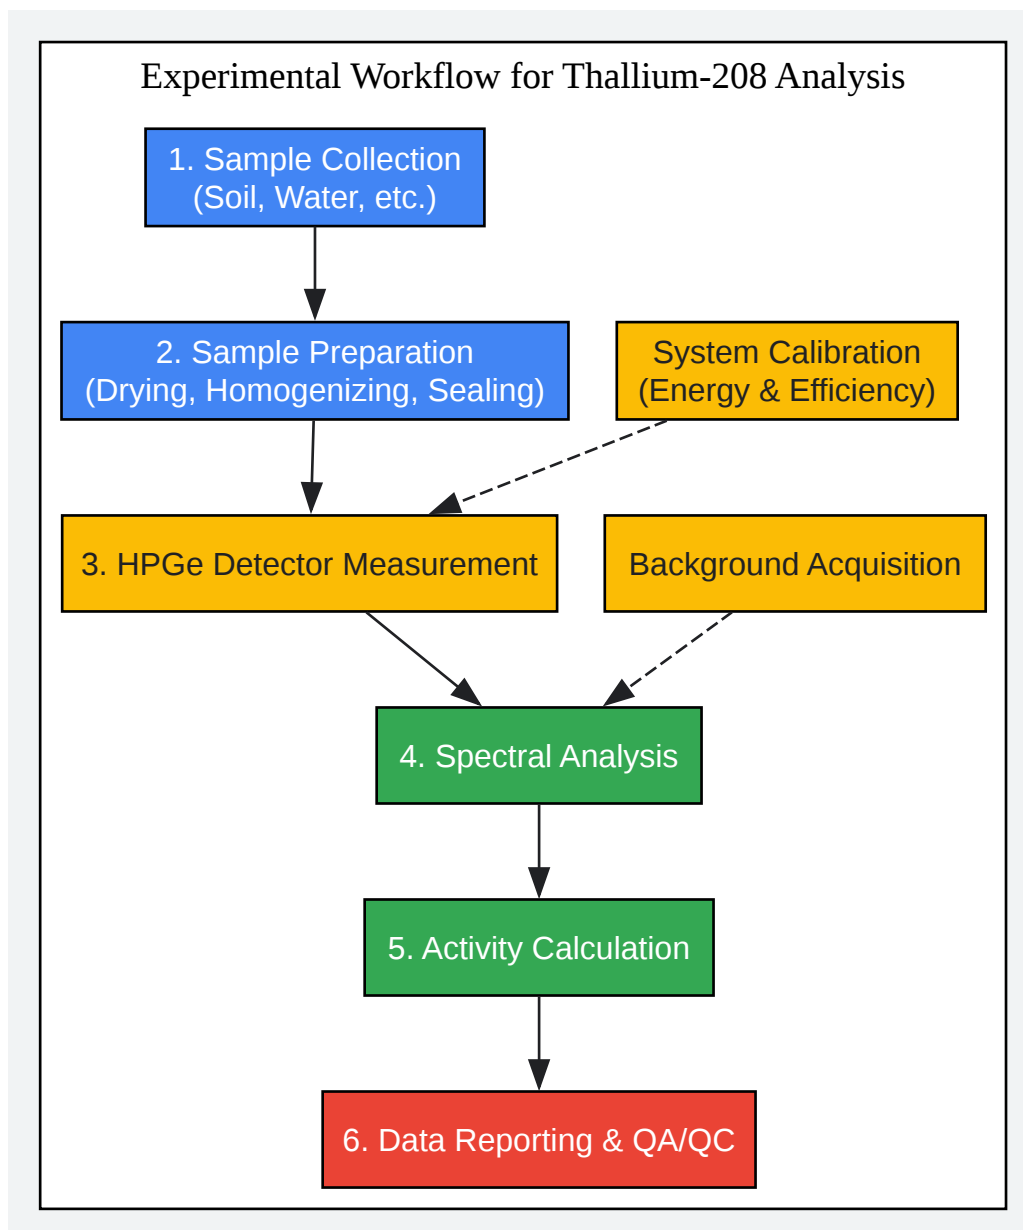 Experimental Workflow for Thallium-208 Analysis
1. Sample Collection
(Soil, Water, etc.)
2. Sample Preparation
(Drying, Homogenizing, Sealing)
System Calibration
(Energy & Efficiency)
3. HPGe Detector Measurement
Background Acquisition
4. Spectral Analysis
5. Activity Calculation
6. Data Reporting & QA/QC